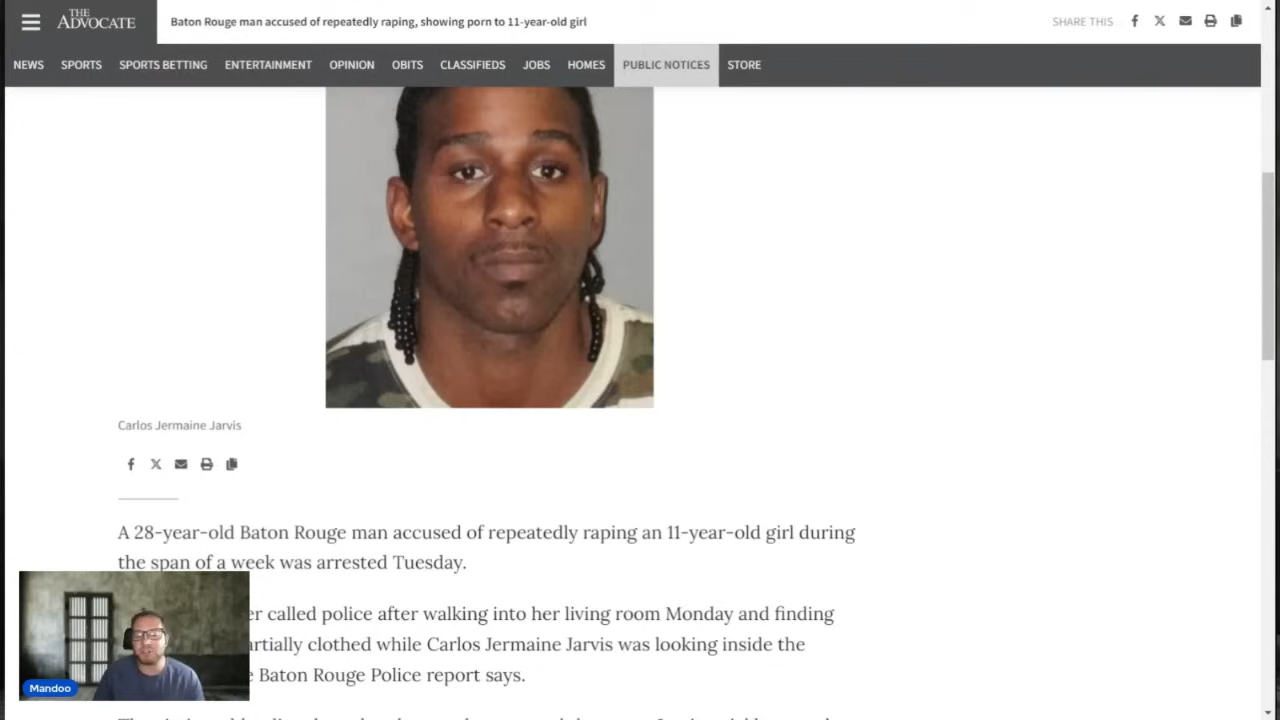 THE
ADVOCATE
Baton Rouge man accused of repeatedly raping, showing porn to 11-year-old girl
SHARE THIS
NEWS SPORTS SPORTS BETTING ENTERTAINMENT OPINION OBITS CLASSIFIEDS JOBS HOMES PUBLIC NOTICES STORE
Carlos Jermaine Jarvis
A 28-year-old Baton Rouge man accused of repeatedly raping an 11-year-old girl during
the span of a week was arrested Tuesday.
called police after walking into her living room Monday and finding
clothed while Carlos Jermaine Jarvis was looking inside the
Baton Rouge Police report says.
Mandoo